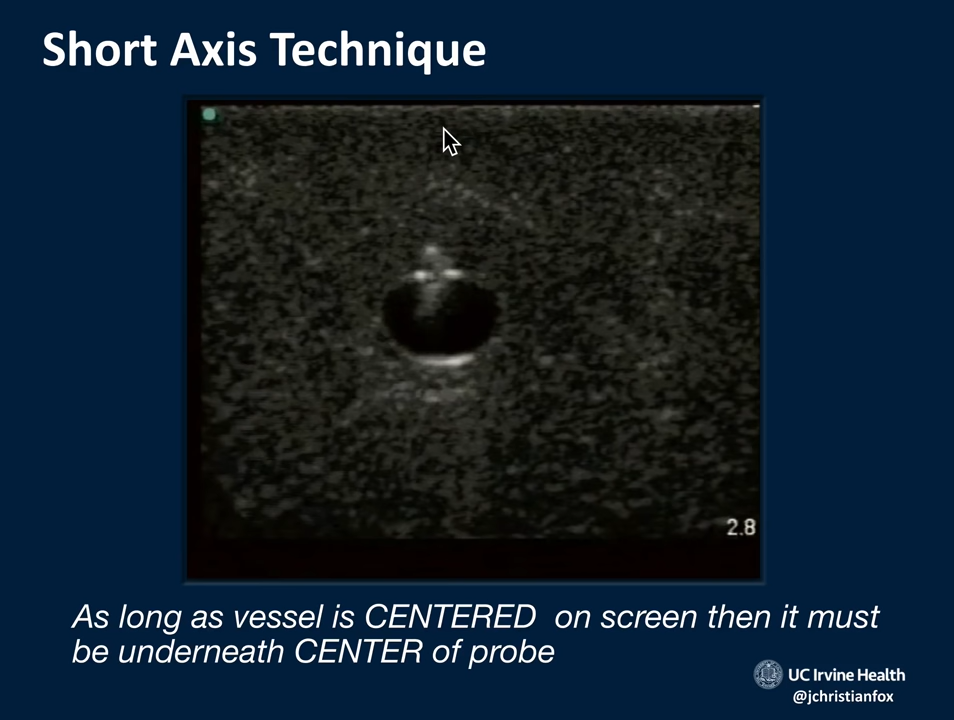 Short Axis Technique
2.8
As long as vessel is CENTERED on screen then it must
be underneath CENTER of probe
UC Irvine Health
@jchristianfox